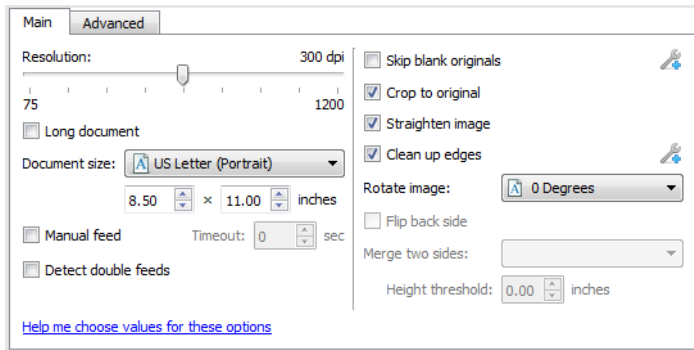 Main
Advanced
Resolution: 300 dpi
75 1200
Long document
Document size: A US Letter (Portrait)
8.50 × 11.00 inches
Manual feed Timeout: 0 sec
Detect double feeds
Help me choose values for these options
Skip blank originals
Crop to original
Straighten image
Clean up edges
Rotate image: A 0 Degrees
Flip back side
Merge two sides:
Height threshold: 0.00 inches